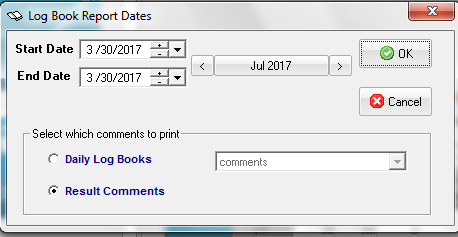 Log Book Report Dates
Start Date 3 /30/2017 < Jul 2017 > OK
End Date 3 /30/2017
Cancel
Select which comments to print
Daily Log Books comments
Result Comments